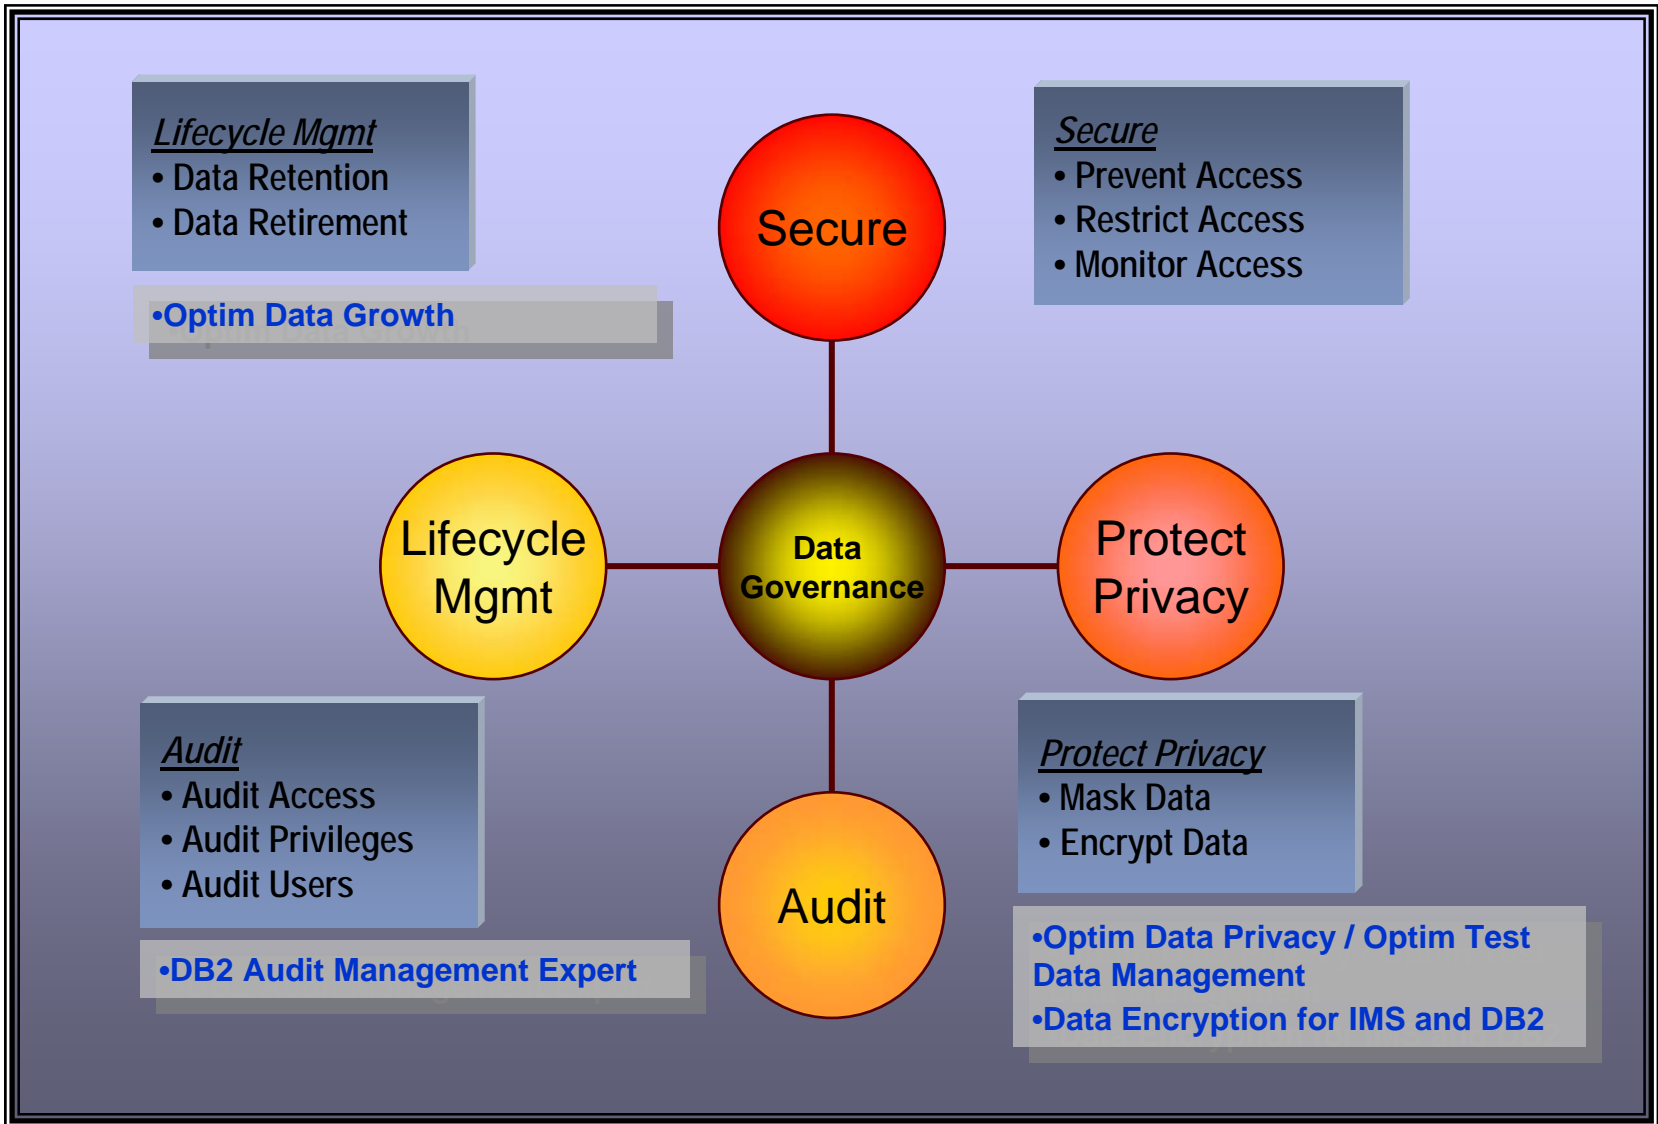 Lifecycle Mgmt
• Data Retention
• Data Retirement
•Optim Data Growth
Secure
Secure
• Prevent Access
• Restrict Access
• Monitor Access
Lifecycle
Mgmt
Data
Governance
Protect
Privacy
Audit
• Audit Access
• Audit Privileges
• Audit Users
•DB2 Audit Management Expert
Audit
Protect Privacy
• Mask Data
• Encrypt Data
•Optim Data Privacy / Optim Test
Data Management
•Data Encryption for IMS and DB2